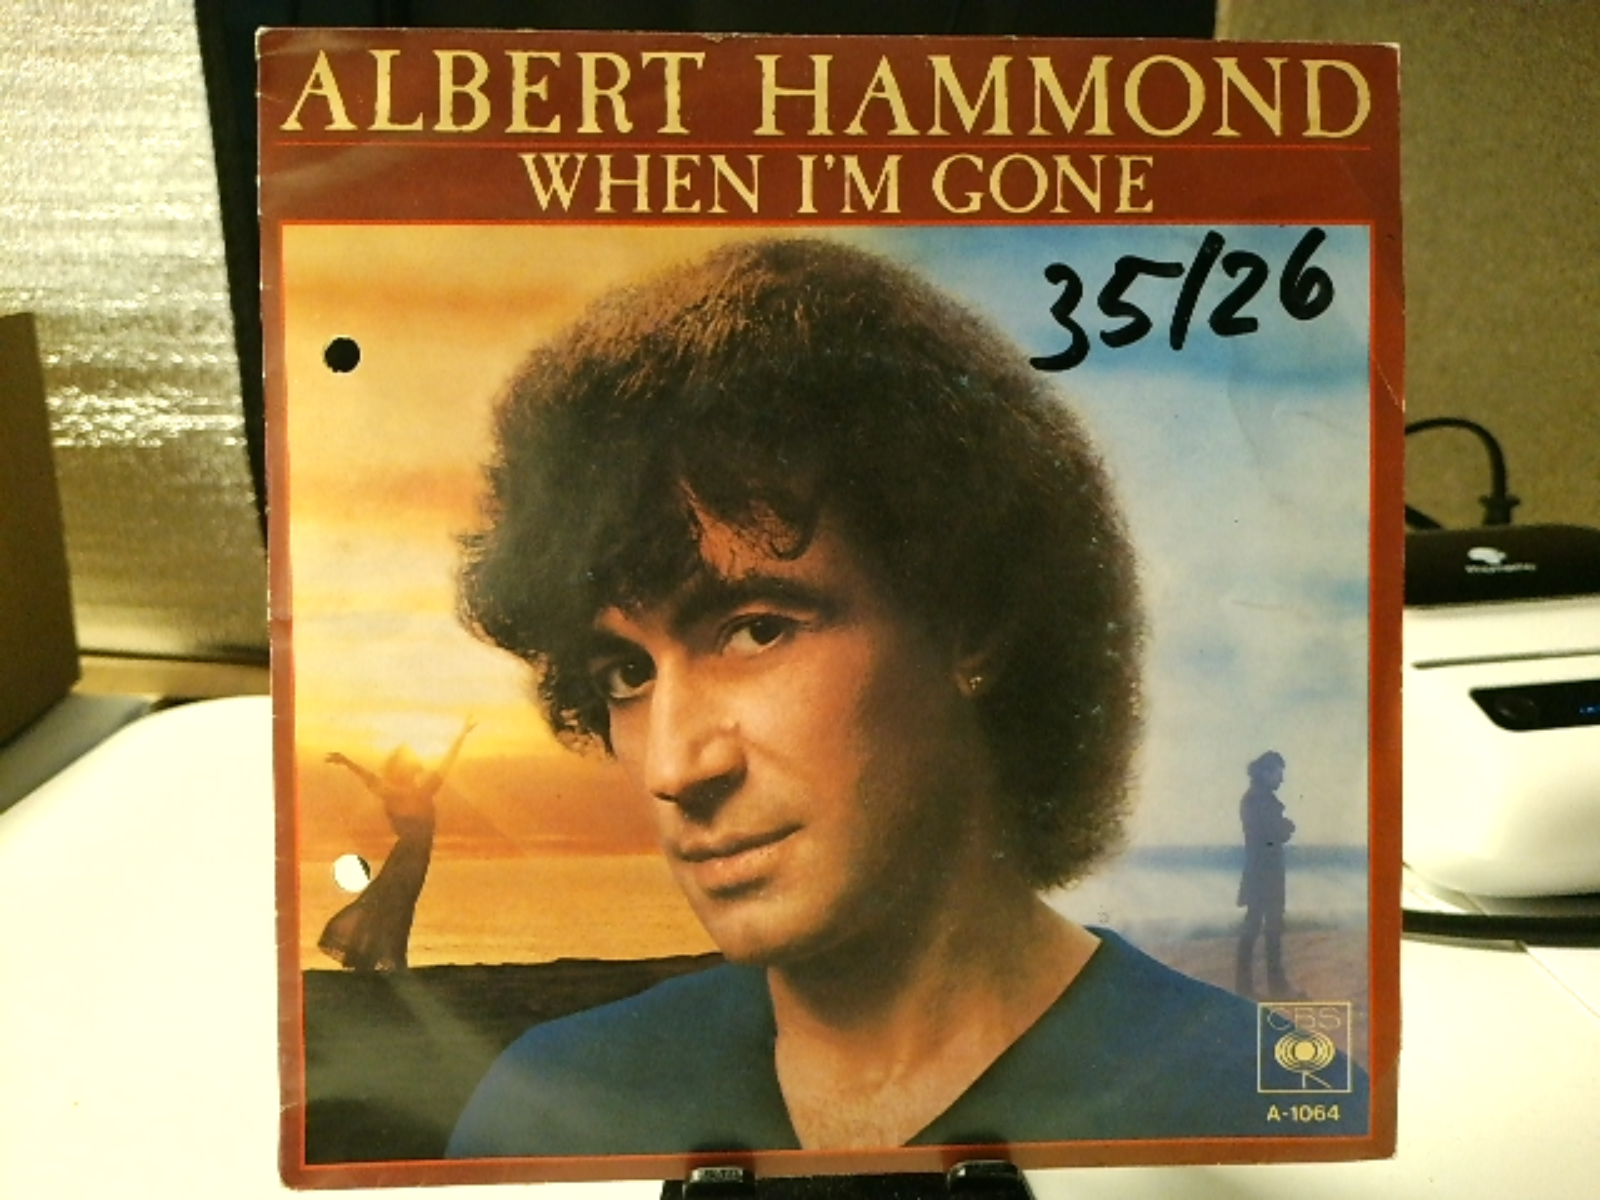 ALBERT HAMMOND
WHEN I'M GONE
35/26
CBS
A-1064